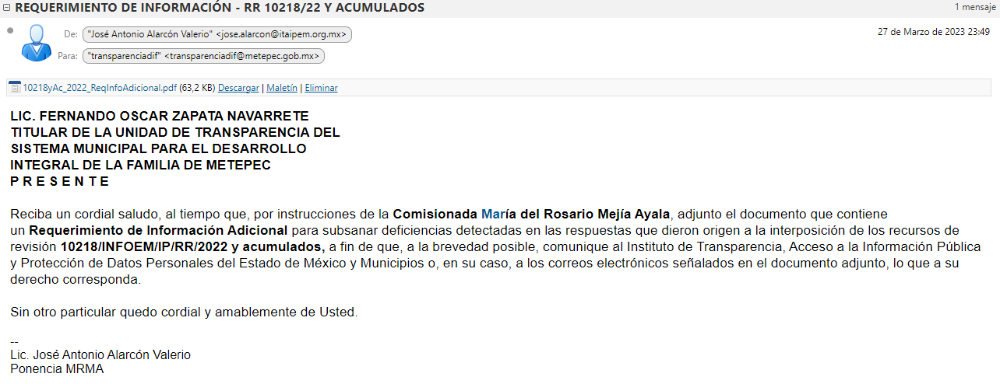 REQUERIMIENTO DE INFORMACIÓN - RR 10218/22 Y ACUMULADOS
1 mensaje
De: "José Antonio Alarcón Valerio" <jose.alarcon@itaipem.org.mx>
27 de Marzo de 2023 23:49
Para: "transparenciadif" <transparenciadif@metepec.gob.mx>
10218yAc_2022_ReqInfoAdicional.pdf (63,2 KB) Descargar | Maletín | Eliminar
LIC. FERNANDO OSCAR ZAPATA NAVARRETE
TITULAR DE LA UNIDAD DE TRANSPARENCIA DEL
SISTEMA MUNICIPAL PARA EL DESARROLLO
INTEGRAL DE LA FAMILIA DE METEPEC
P R E S E N T E
Reciba un cordial saludo, al tiempo que, por instrucciones de la Comisionada María del Rosario Mejía Ayala, adjunto el documento que contiene
un Requerimiento de Información Adicional para subsanar deficiencias detectadas en las respuestas que dieron origen a la interposición de los recursos de
revisión 10218/INFOEM/IP/RR/2022 y acumulados, a fin de que, a la brevedad posible, comunique al Instituto de Transparencia, Acceso a la Información Pública
y Protección de Datos Personales del Estado de México y Municipios o, en su caso, a los correos electrónicos señalados en el documento adjunto, lo que a su
derecho corresponda.
Sin otro particular quedo cordial y amablemente de Usted.
--
Lic. José Antonio Alarcón Valerio
Ponencia MRMA